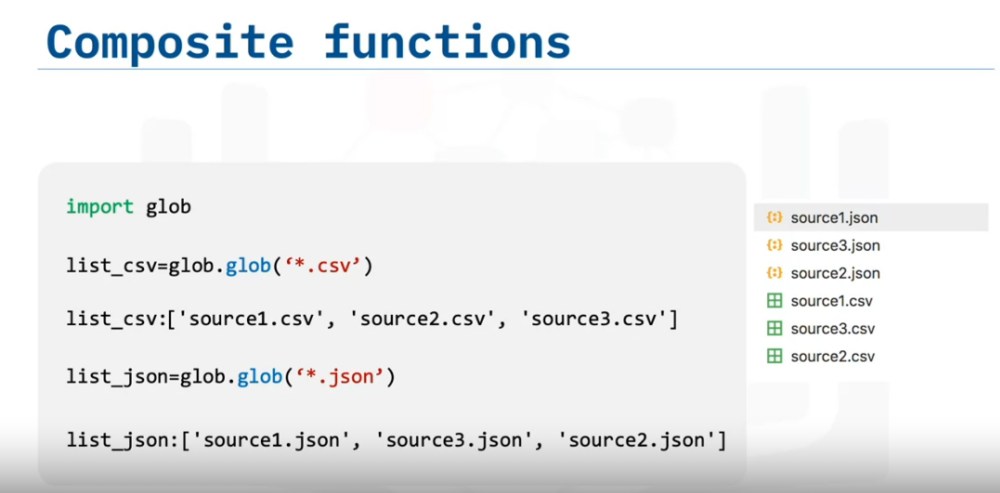 Composite functions
import glob
list_csv=glob.glob(‘*.csv’)
list_csv:['source1.csv', 'source2.csv', 'source3.csv']
list_json=glob.glob(‘*.json’)
list_json:['source1.json', 'source3.json', 'source2.json']
{:} source1.json
{:} source3.json
{:} source2.json
source1.csv
source3.csv
source2.csv